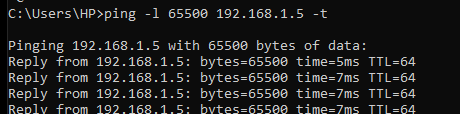 C:\Users\HP>ping -l 65500 192.168.1.5 -t
Pinging 192.168.1.5 with 65500 bytes of data:
Reply from 192.168.1.5: bytes=65500 time=5ms TTL=64
Reply from 192.168.1.5: bytes=65500 time=7ms TTL=64
Reply from 192.168.1.5: bytes=65500 time=7ms TTL=64
Reply from 192.168.1.5: bytes=65500 time=7ms TTL=64